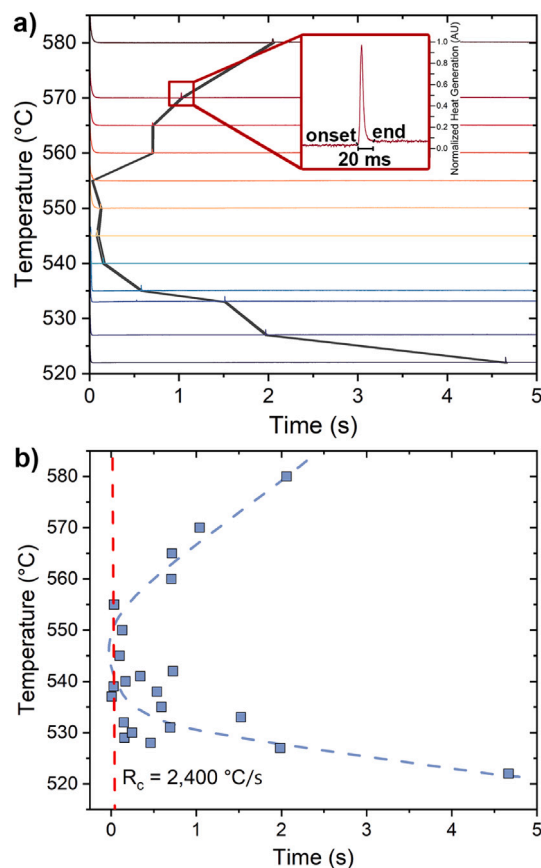 a)
580
570
560
550
540
530
520
Temperature (°C)
0
1
2
3
4
5
Time (s)
onset
end
20 ms
1.0
0.8
0.6
0.4
0.2
0.0
Normalized Heat Generation (AU)
b)
580
570
560
550
540
530
520
Temperature (°C)
Rc = 2,400 °C/s
0
1
2
3
4
5
Time (s)